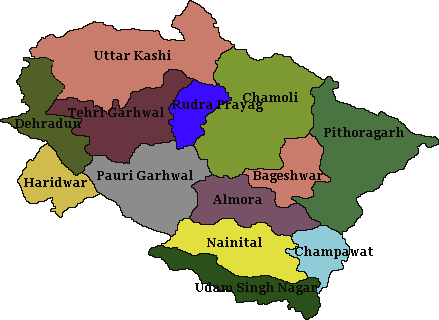 Uttar Kashi
Chamoli
Rudra Prayag
Tehri Garhwal
Dehradun
Pithoragarh
Pauri Garhwal
Bageshwar
Haridwar
Almora
Nainital
Champawat
Udam Singh Nagar